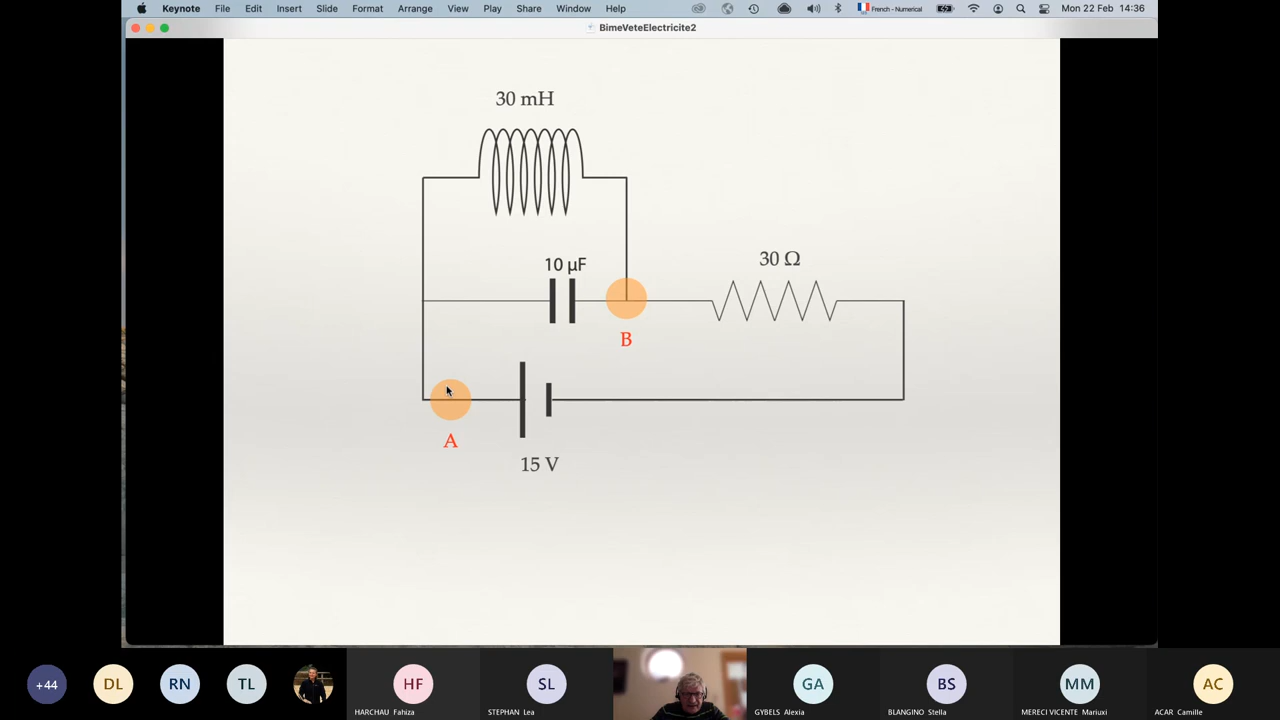 Keynote File Edit Insert Slide Format Arrange View Play Share Window Help French - Numerical Mon 22 Feb 14:36
BimeVeteElectricite2
30 mH
10 µF
30 Ω
B
A
15 V
+44 DL RN TL HF SL GA BS MM AC
HARCHAU Fahiza STEPHAN Lea GYBELS Alexia BLANGINO Stella MERECI VICENTE Mariuxi ACAR Camille